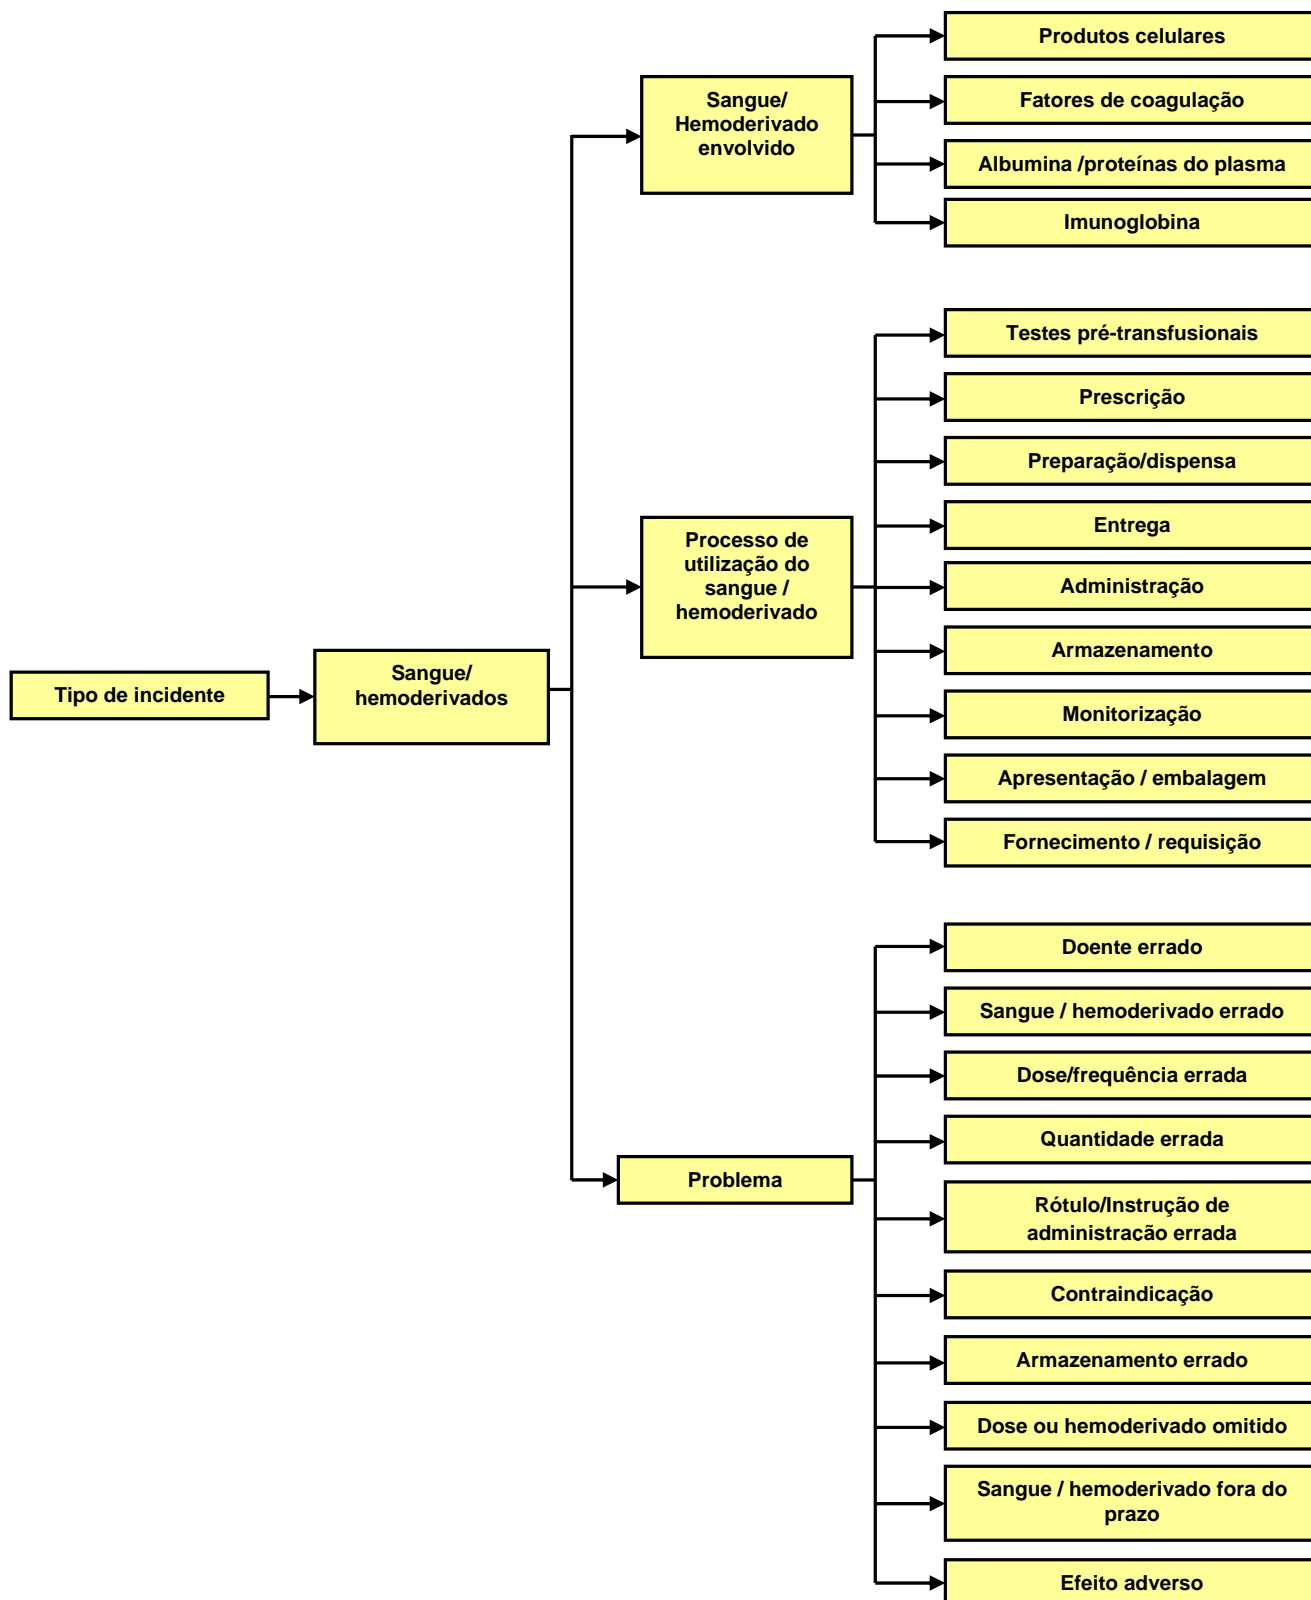 Tipo de incidente
Sangue/
hemoderivados
Sangue/
Hemoderivado
envolvido
Produtos celulares
Fatores de coagulação
Albumina /proteínas do plasma
Imunoglobina
Processo de
utilização do
sangue /
hemoderivado
Testes pré-transfusionais
Prescrição
Preparação/dispensa
Entrega
Administração
Armazenamento
Monitorização
Apresentação / embalagem
Fornecimento / requisição
Problema
Doente errado
Sangue / hemoderivado errado
Dose/frequência errada
Quantidade errada
Rótulo/Instrução de
administração errada
Contraindicação
Armazenamento errado
Dose ou hemoderivado omitido
Sangue / hemoderivado fora do
prazo
Efeito adverso